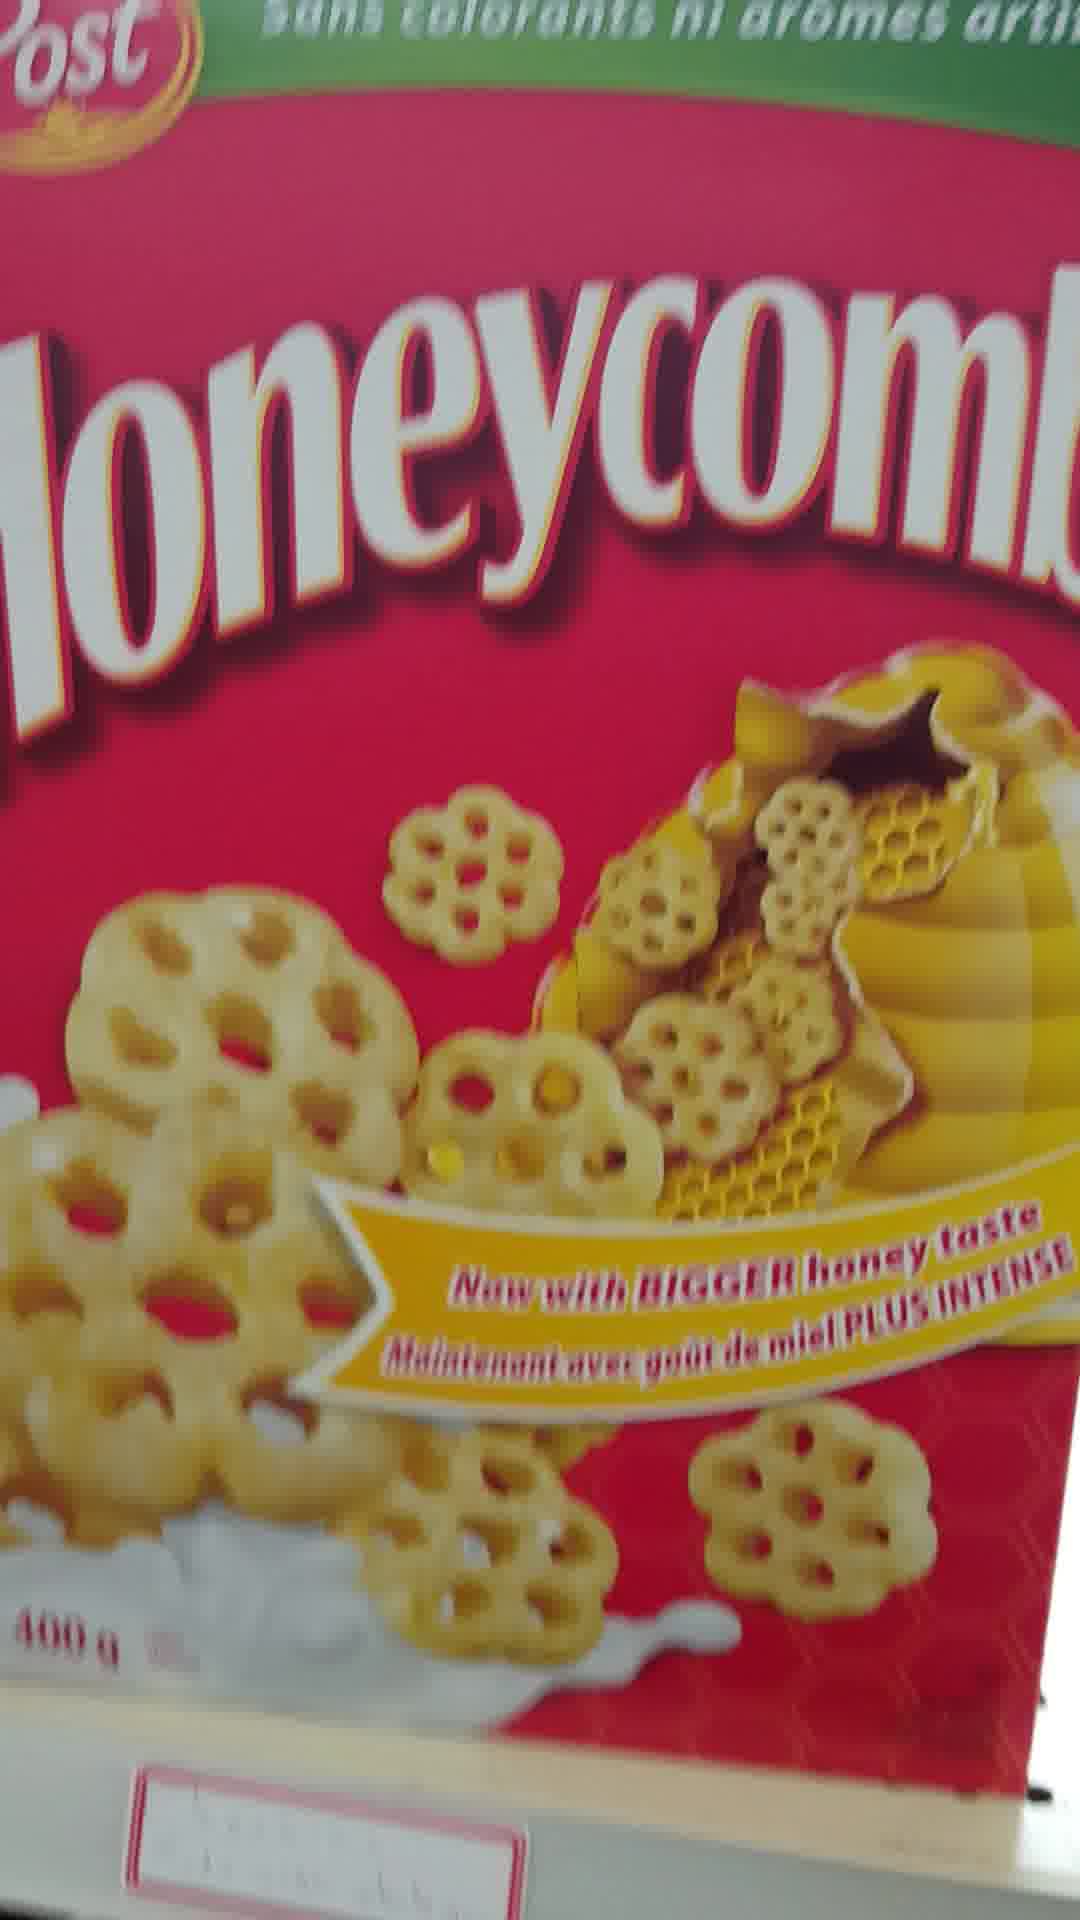 Post
Sans colorants ni arômes arti
Honeycomb
Now with BIGGER honey taste
Maintenant avec goût de miel PLUS INTENSE
400 g